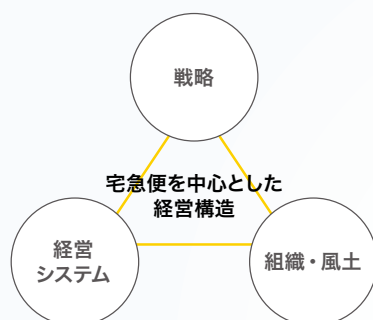 戦略
宅急便を中心とした
経営構造
経営
システム
組織・風土